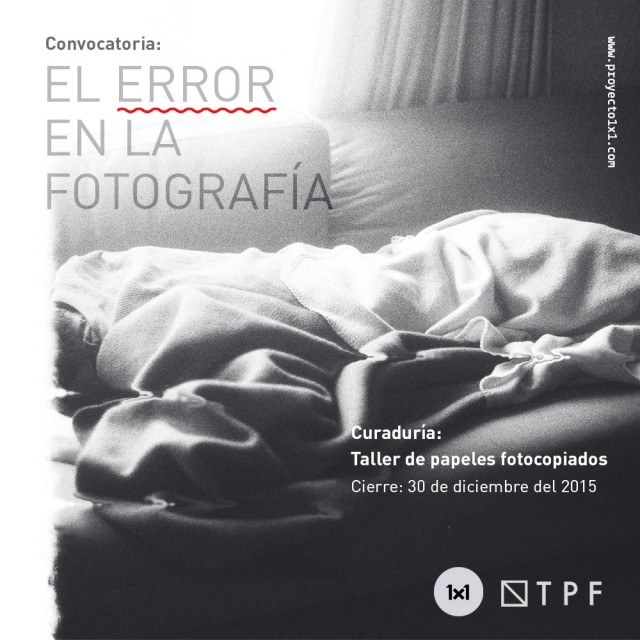 Convocatoria:
EL ERROR
EN LA
FOTOGRAFÍA
www.proyecto1x1.com
Curaduría:
Taller de papeles fotocopiados
Cierre: 30 de diciembre del 2015
1x1
TPF